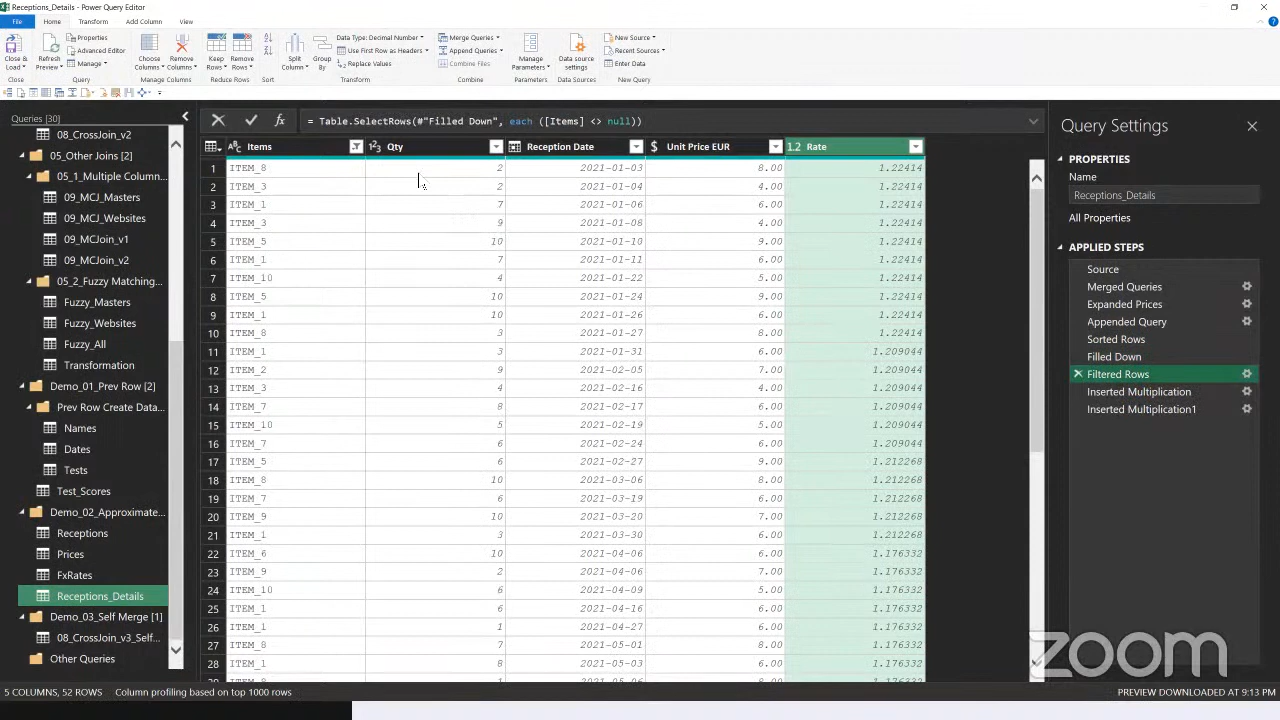 Receptions_Details - Power Query Editor
File Home Transform Add Column View
Close & Load
Close
Refresh Preview
Properties
Advanced Editor
Manage
Query
Choose Columns
Remove Columns
Manage Columns
Keep Rows
Remove Rows
Reduce Rows
Sort
Split Column
Group By
Data Type: Decimal Number
Use First Row as Headers
Replace Values
Transform
Merge Queries
Append Queries
Combine Files
Combine
Manage Parameters
Parameters
Data source settings
Data Sources
New Source
Recent Sources
Enter Data
New Query
Queries [30]
08_CrossJoin_v2
05_Other Joins [2]
05_1_Multiple Column...
09_MCJ_Masters
09_MCJ_Websites
09_MCJoin_v1
09_MCJoin_v2
05_2_Fuzzy Matching...
Fuzzy_Masters
Fuzzy_Websites
Fuzzy_All
Transformation
Demo_01_Prev Row [2]
Prev Row Create Data...
Names
Dates
Tests
Test_Scores
Demo_02_Approximate...
Receptions
Prices
FxRates
Receptions_Details
Demo_03_Self Merge [1]
08_CrossJoin_v3_Self...
Other Queries
fx = Table.SelectRows(#"Filled Down", each ([Items] <> null))
ABC Items 123 Qty Reception Date $ Unit Price EUR 1.2 Rate
1 ITEM_8 2 2021-01-03 8.00 1.22414
2 ITEM_3 2 2021-01-04 4.00 1.22414
3 ITEM_1 7 2021-01-06 6.00 1.22414
4 ITEM_3 9 2021-01-08 4.00 1.22414
5 ITEM_5 10 2021-01-10 9.00 1.22414
6 ITEM_1 7 2021-01-11 6.00 1.22414
7 ITEM_10 4 2021-01-22 5.00 1.22414
8 ITEM_5 10 2021-01-24 9.00 1.22414
9 ITEM_1 10 2021-01-26 6.00 1.22414
10 ITEM_8 3 2021-01-27 8.00 1.22414
11 ITEM_1 3 2021-01-31 6.00 1.209044
12 ITEM_2 9 2021-02-05 7.00 1.209044
13 ITEM_3 4 2021-02-16 4.00 1.209044
14 ITEM_7 8 2021-02-17 6.00 1.209044
15 ITEM_10 5 2021-02-19 5.00 1.209044
16 ITEM_7 6 2021-02-24 6.00 1.209044
17 ITEM_5 6 2021-02-27 9.00 1.212268
18 ITEM_8 10 2021-03-06 8.00 1.212268
19 ITEM_7 6 2021-03-19 6.00 1.212268
20 ITEM_9 10 2021-03-20 7.00 1.212268
21 ITEM_1 3 2021-03-30 6.00 1.212268
22 ITEM_6 10 2021-04-06 6.00 1.176332
23 ITEM_9 2 2021-04-06 7.00 1.176332
24 ITEM_10 6 2021-04-09 5.00 1.176332
25 ITEM_1 6 2021-04-16 6.00 1.176332
26 ITEM_1 1 2021-04-27 6.00 1.176332
27 ITEM_8 7 2021-05-01 8.00 1.176332
28 ITEM_1 8 2021-05-03 6.00 1.176332
Query Settings
PROPERTIES
Name
Receptions_Details
All Properties
APPLIED STEPS
Source
Merged Queries
Expanded Prices
Appended Query
Sorted Rows
Filled Down
Filtered Rows
Inserted Multiplication
Inserted Multiplication1
zoom
5 COLUMNS, 52 ROWS Column profiling based on top 1000 rows
PREVIEW DOWNLOADED AT 9:13 PM